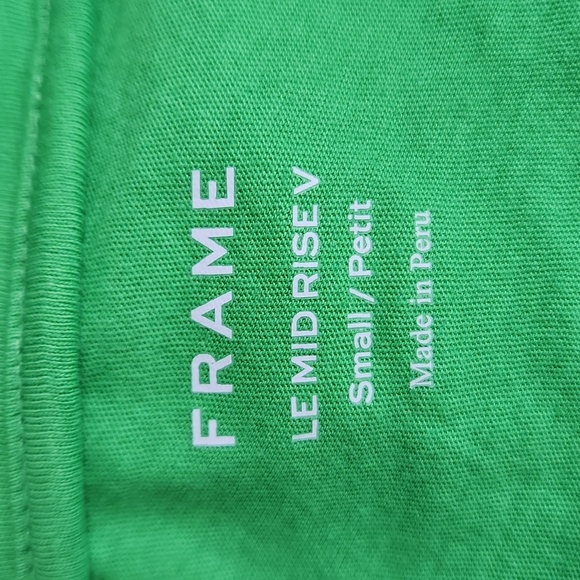 FRAME
LE MID RISE V
Small / Petit
Made in Peru